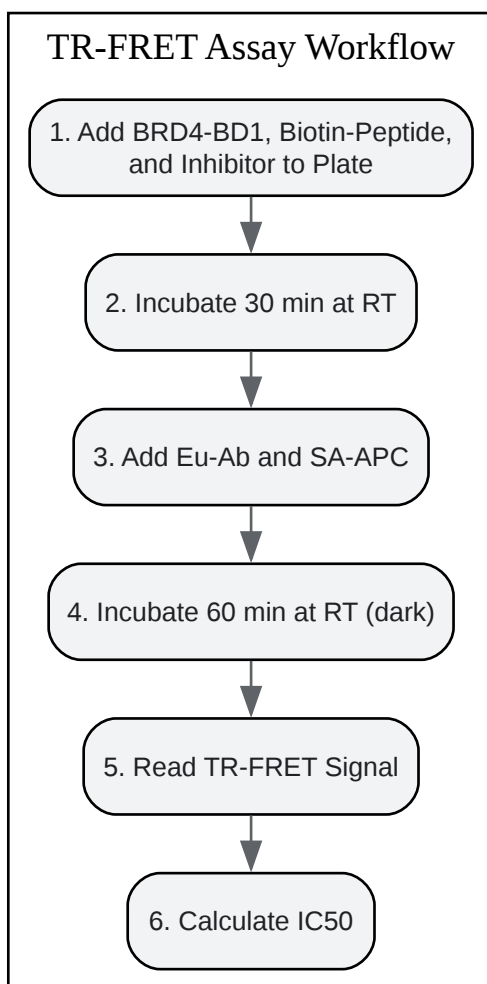 TR-FRET Assay Workflow
1. Add BRD4-BD1, Biotin-Peptide,
and Inhibitor to Plate
2. Incubate 30 min at RT
3. Add Eu-Ab and SA-APC
4. Incubate 60 min at RT (dark)
5. Read TR-FRET Signal
6. Calculate IC50